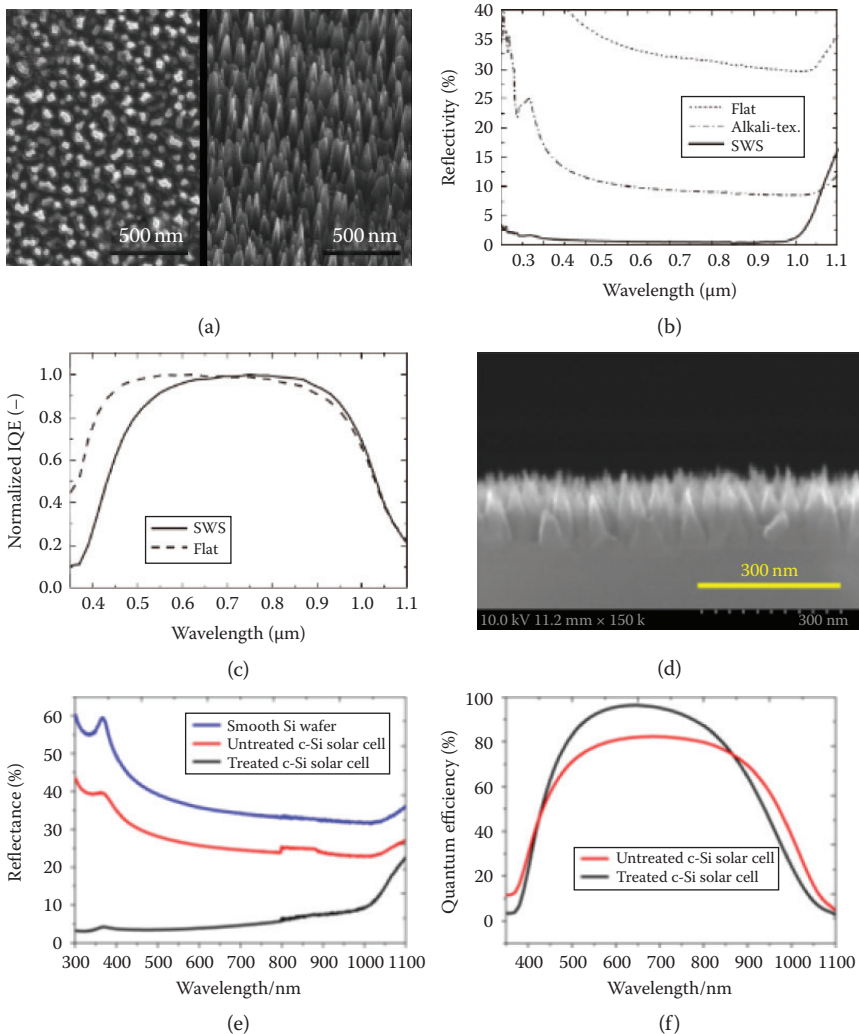 500 nm
500 nm
(a)
Reflectivity (%)
40
35
30
25
20
15
10
5
0
Flat
Alkali-tex.
SWS
0.3 0.4 0.5 0.6 0.7 0.8 0.9 1.0 1.1
Wavelength (μm)
(b)
Normalized IQE (–)
1.0
0.8
0.6
0.4
0.2
0.0
SWS
Flat
0.4 0.5 0.6 0.7 0.8 0.9 1.0 1.1
Wavelength (μm)
(c)
300 nm
10.0 kV 11.2 mm × 150 k 300 nm
(d)
Reflectance (%)
60
50
40
30
20
10
0
Smooth Si wafer
Untreated c-Si solar cell
Treated c-Si solar cell
300 400 500 600 700 800 900 1000 1100
Wavelength/nm
(e)
Quantum efficiency (%)
100
80
60
40
20
0
Untreated c-Si solar cell
Treated c-Si solar cell
400 500 600 700 800 900 1000 1100
Wavelength/nm
(f)